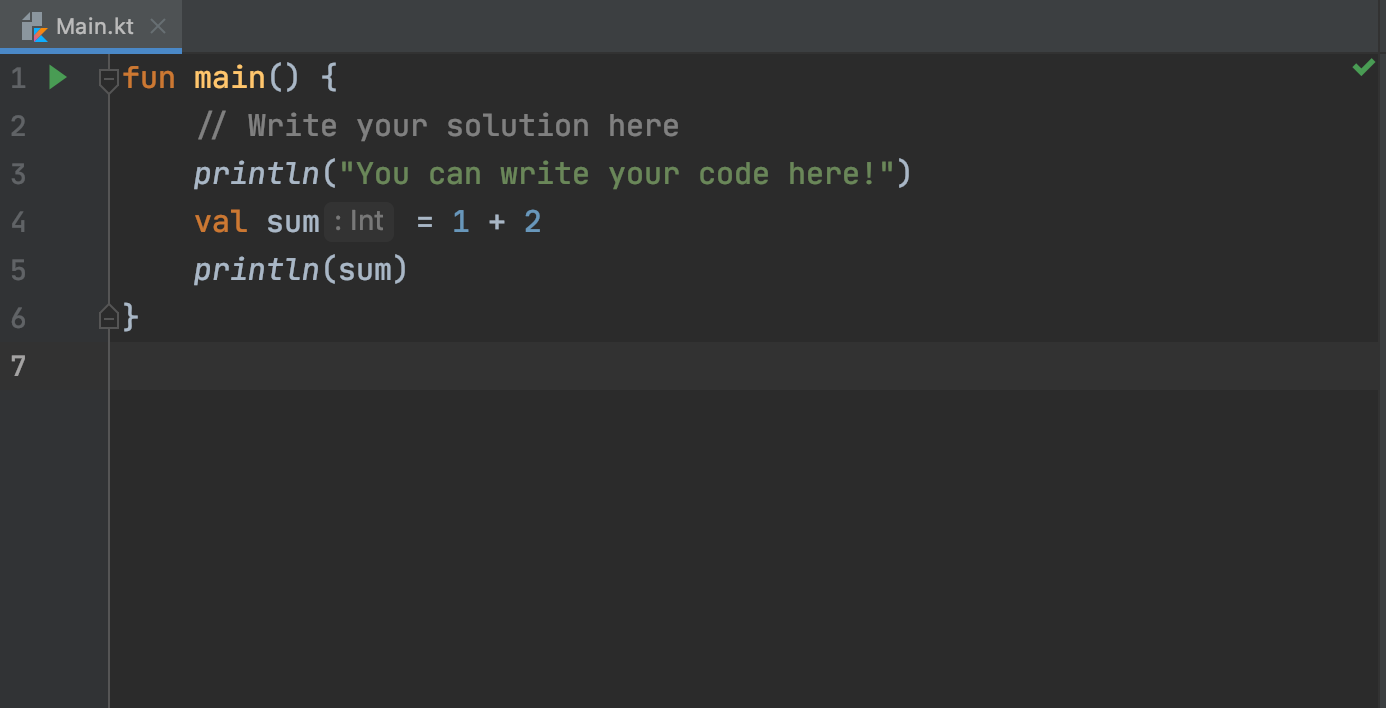 Main.kt
1 fun main() {
2 // Write your solution here
3 println("You can write your code here!")
4 val sum : Int = 1 + 2
5 println(sum)
6 }
7